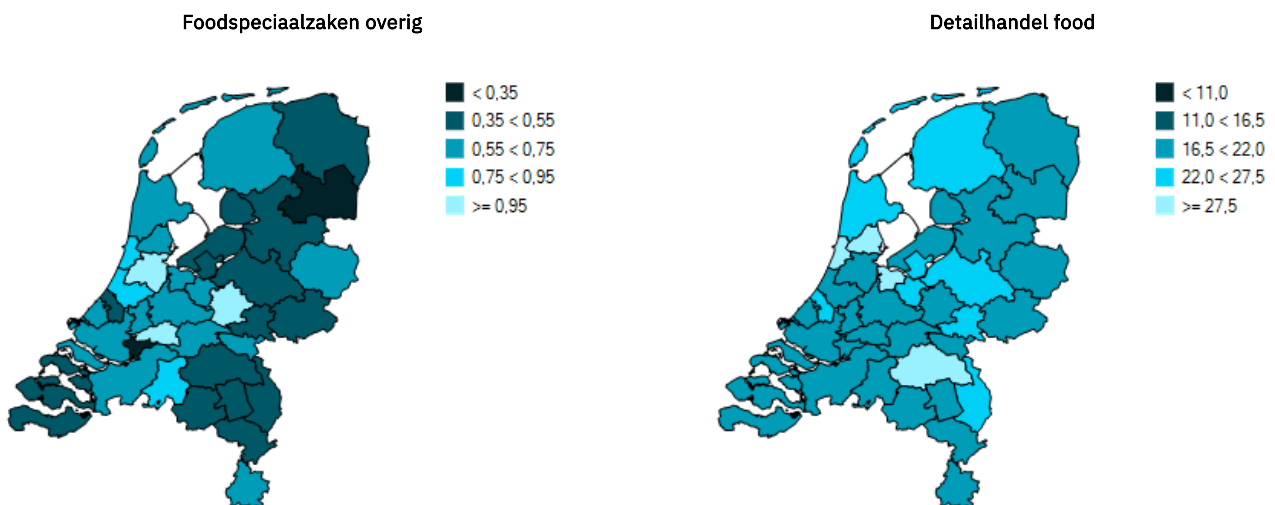 Foodspeciaalzaken overig
< 0,35
0,35 < 0,55
0,55 < 0,75
0,75 < 0,95
>= 0,95
Detailhandel food
< 11,0
11,0 < 16,5
16,5 < 22,0
22,0 < 27,5
>= 27,5